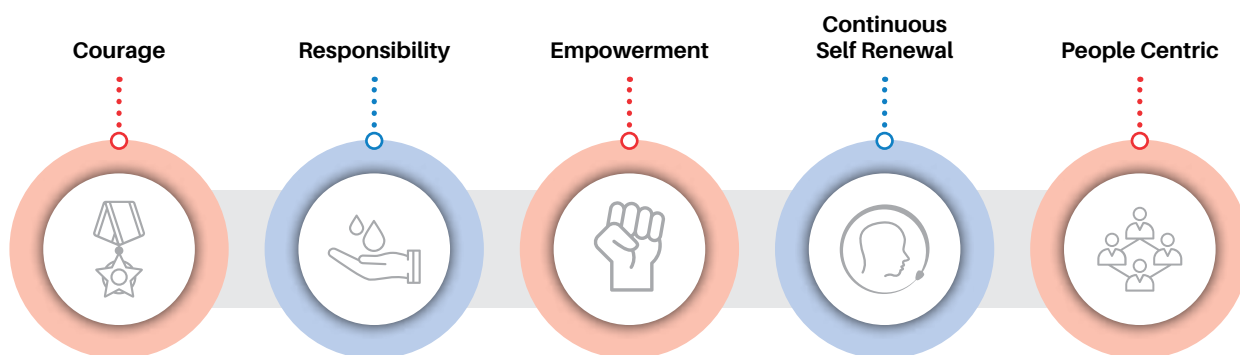 Courage
Responsibility
Empowerment
Continuous
Self Renewal
People Centric